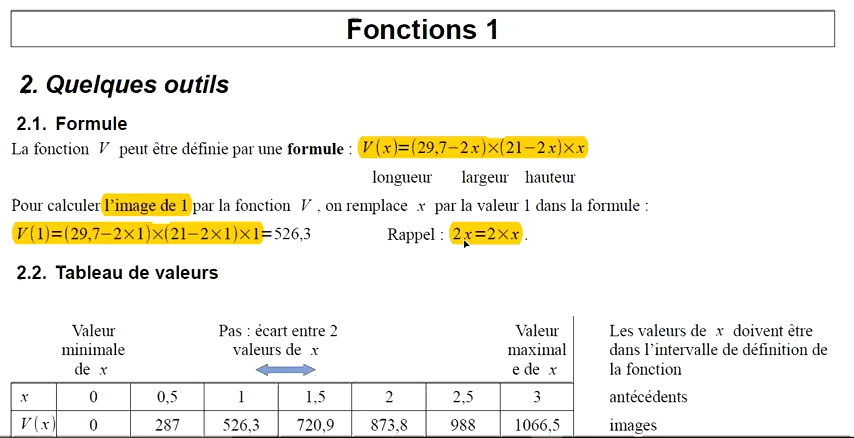 Fonctions 1
2. Quelques outils
2.1. Formule
La fonction V peut être définie par une formule : V(x)=(29,7−2x)×(21−2x)×x
longueur largeur hauteur
Pour calculer l’image de 1 par la fonction V , on remplace x par la valeur 1 dans la formule :
V(1)=(29,7−2×1)×(21−2×1)×1=526,3 Rappel : 2x=2×x .
2.2. Tableau de valeurs
Valeur Pas : écart entre 2 Valeur Les valeurs de x doivent être
minimale valeurs de x maximal dans l’intervalle de définition de
de x e de x la fonction
x 0 0,5 1 1,5 2 2,5 3 antécédents
V(x) 0 287 526,3 720,9 873,8 988 1066,5 images